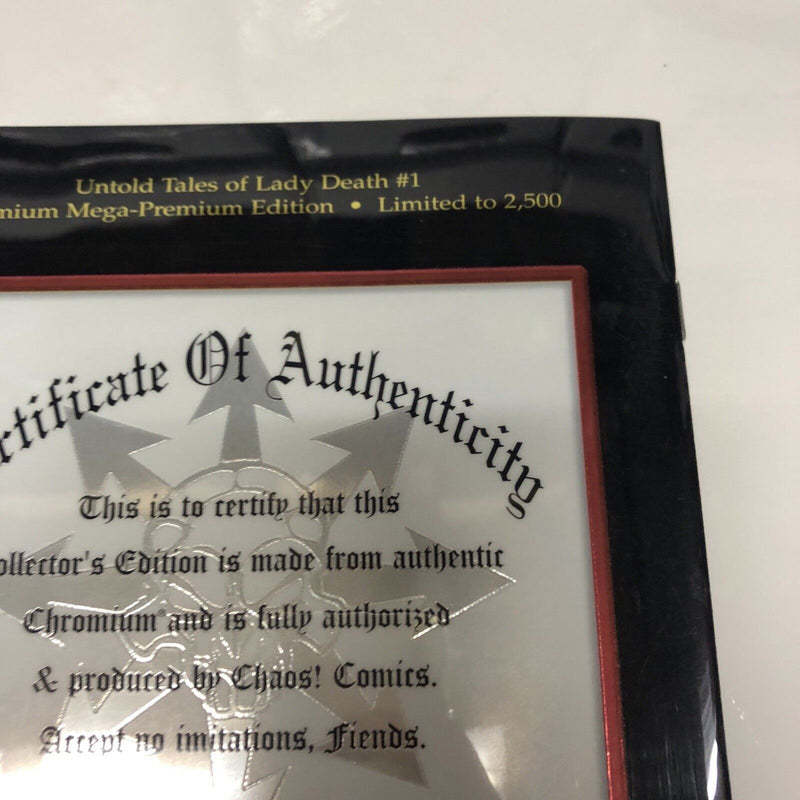 Untold Tales of Lady Death #1
mium Mega-Premium Edition • Limited to 2,500
rtificate Of Authenticity
This is to certify that this
ollector's Edition is made from authentic
Chromium® and is fully authorized
& produced by Chaos! Comics.
Accept no imitations, Fiends.